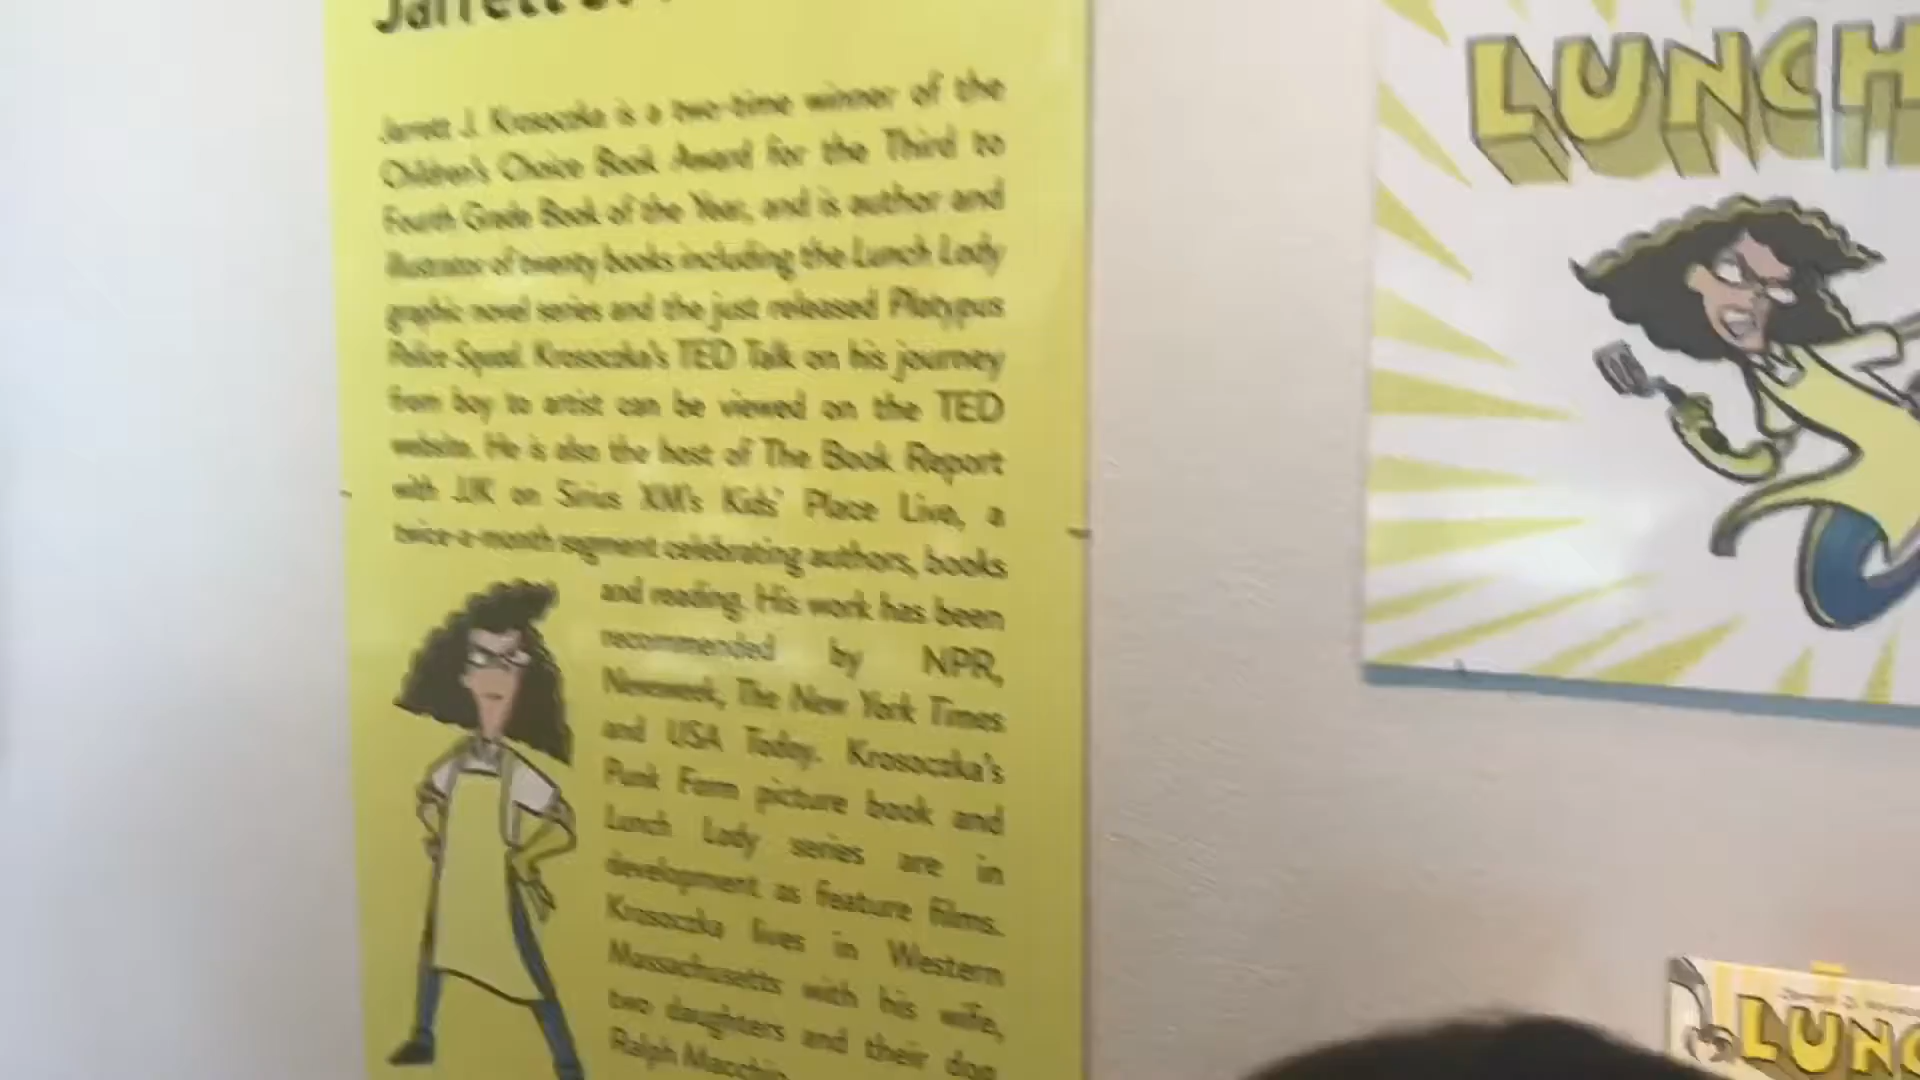 Jarrett J.
Jarrett J. Krosoczka is a two-time winner of the
Children's Choice Book Award for the Third to
Fourth Grade Book of the Year, and is author and
illustrator of twenty books including the Lunch Lady
graphic novel series and the just released Platypus
Police Squad. Krosoczka's TED Talk on his journey
from boy to artist can be viewed on the TED
website. He is also the host of The Book Report
with JJK on Sirius XM's Kids' Place Live, a
twice-a-month segment celebrating authors, books
and reading. His work has been
recommended by NPR,
Newsweek, The New York Times
and USA Today. Krosoczka's
Punk Farm picture book and
Lunch Lady series are in
development as feature films.
Krosoczka lives in Western
Massachusetts with his wife,
two daughters and their dog
Ralph Macchio
LUNCH
LUNC